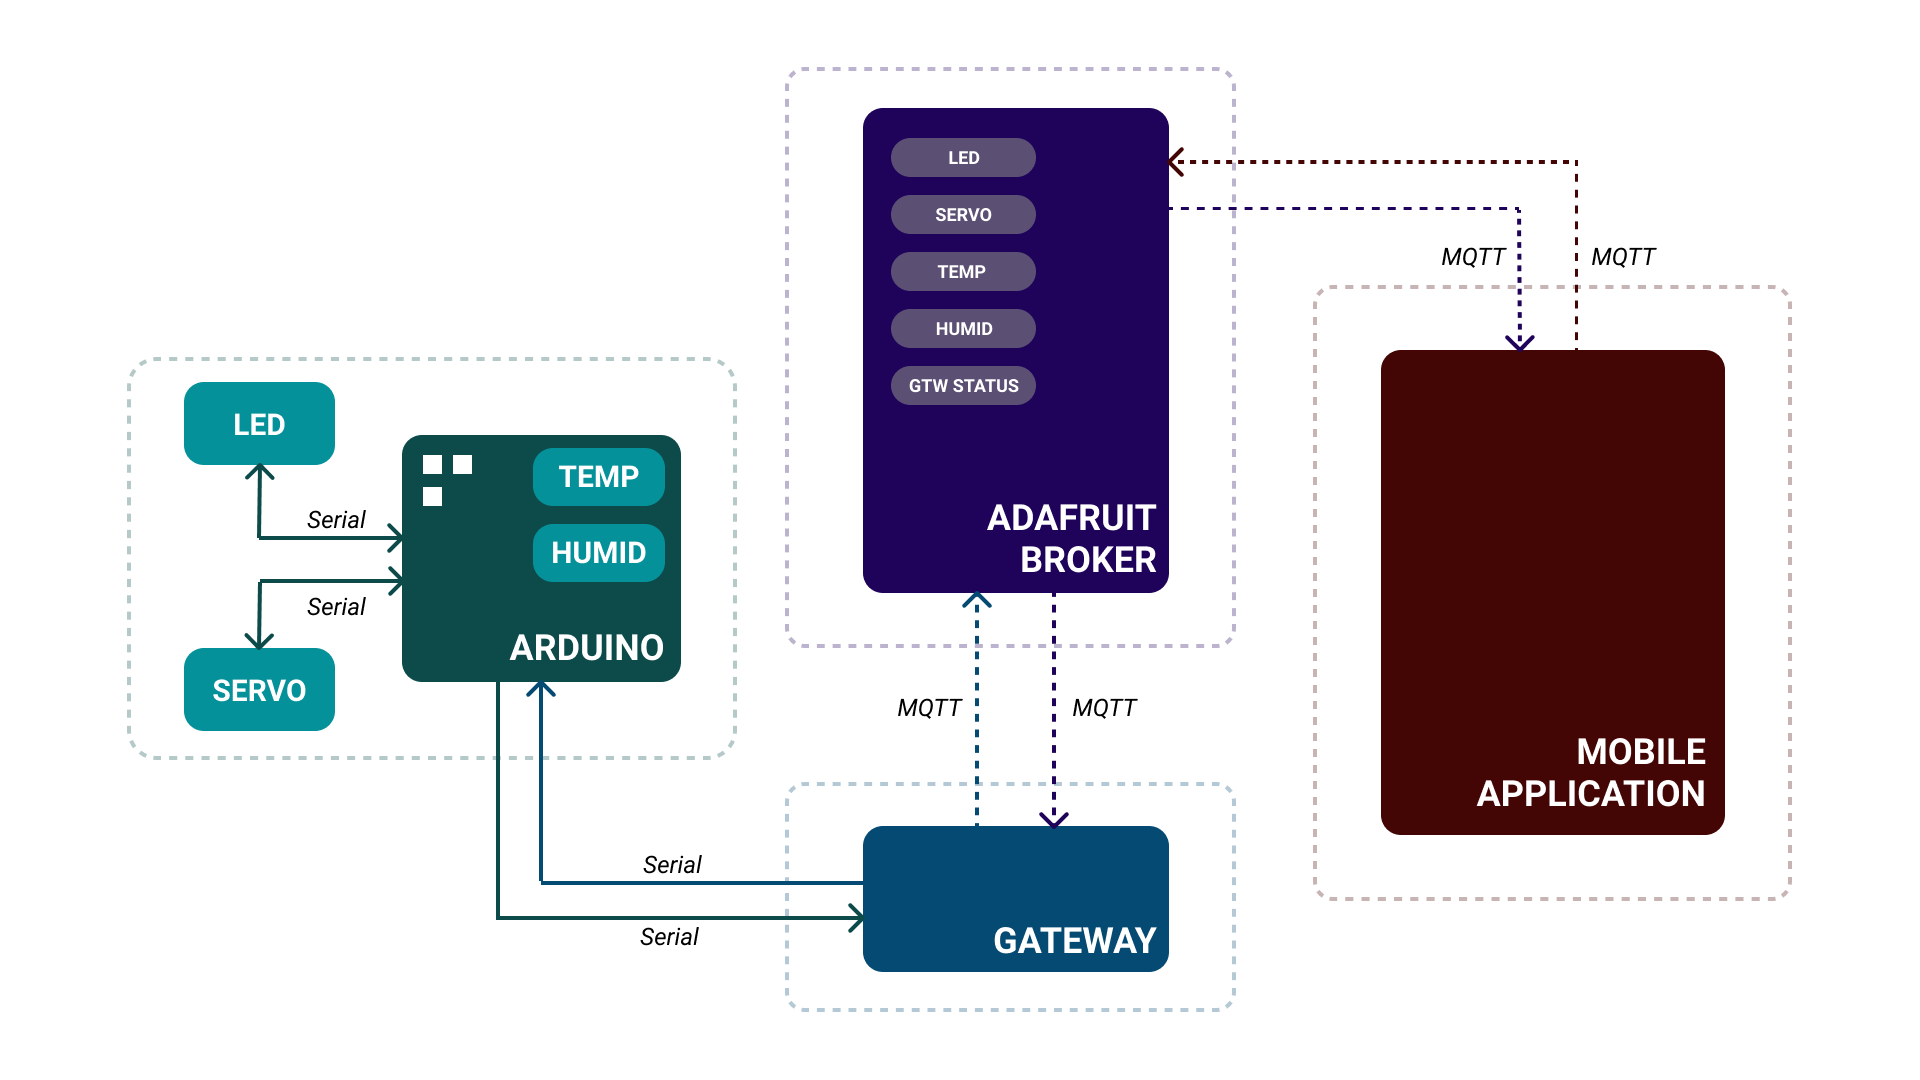 LED
SERVO
TEMP
HUMID
GTW STATUS
ADAFRUIT
BROKER
MQTT
MQTT
MOBILE
APPLICATION
LED
Serial
Serial
SERVO
TEMP
HUMID
ARDUINO
MQTT
MQTT
Serial
Serial
GATEWAY